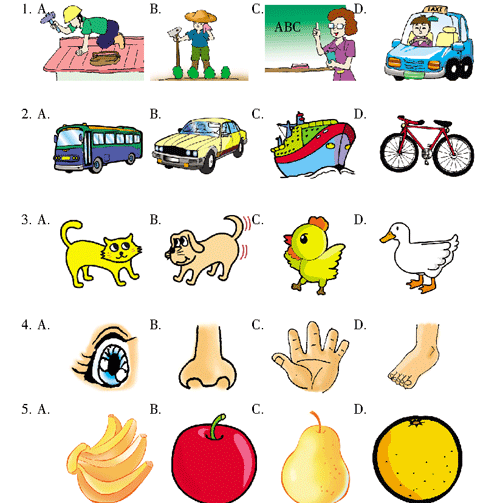 1. A. B. C. D.
ABC
TAXI
2. A. B. C. D.
3. A. B. C. D.
4. A. B. C. D.
5. A. B. C. D.